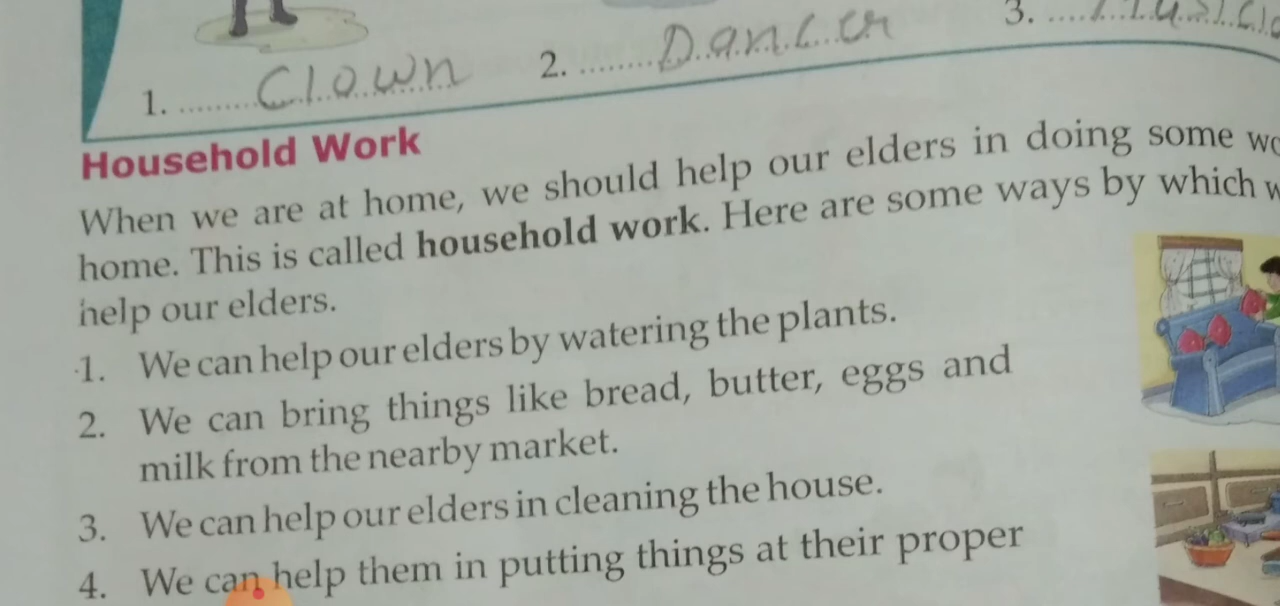 1. ......... Clown
2. ........ Dancer
3. ....
Household Work
When we are at home, we should help our elders in doing some
home. This is called household work. Here are some ways by which
help our elders.
1. We can help our elders by watering the plants.
2. We can bring things like bread, butter, eggs and
milk from the nearby market.
3. We can help our elders in cleaning the house.
4. We can help them in putting things at their proper